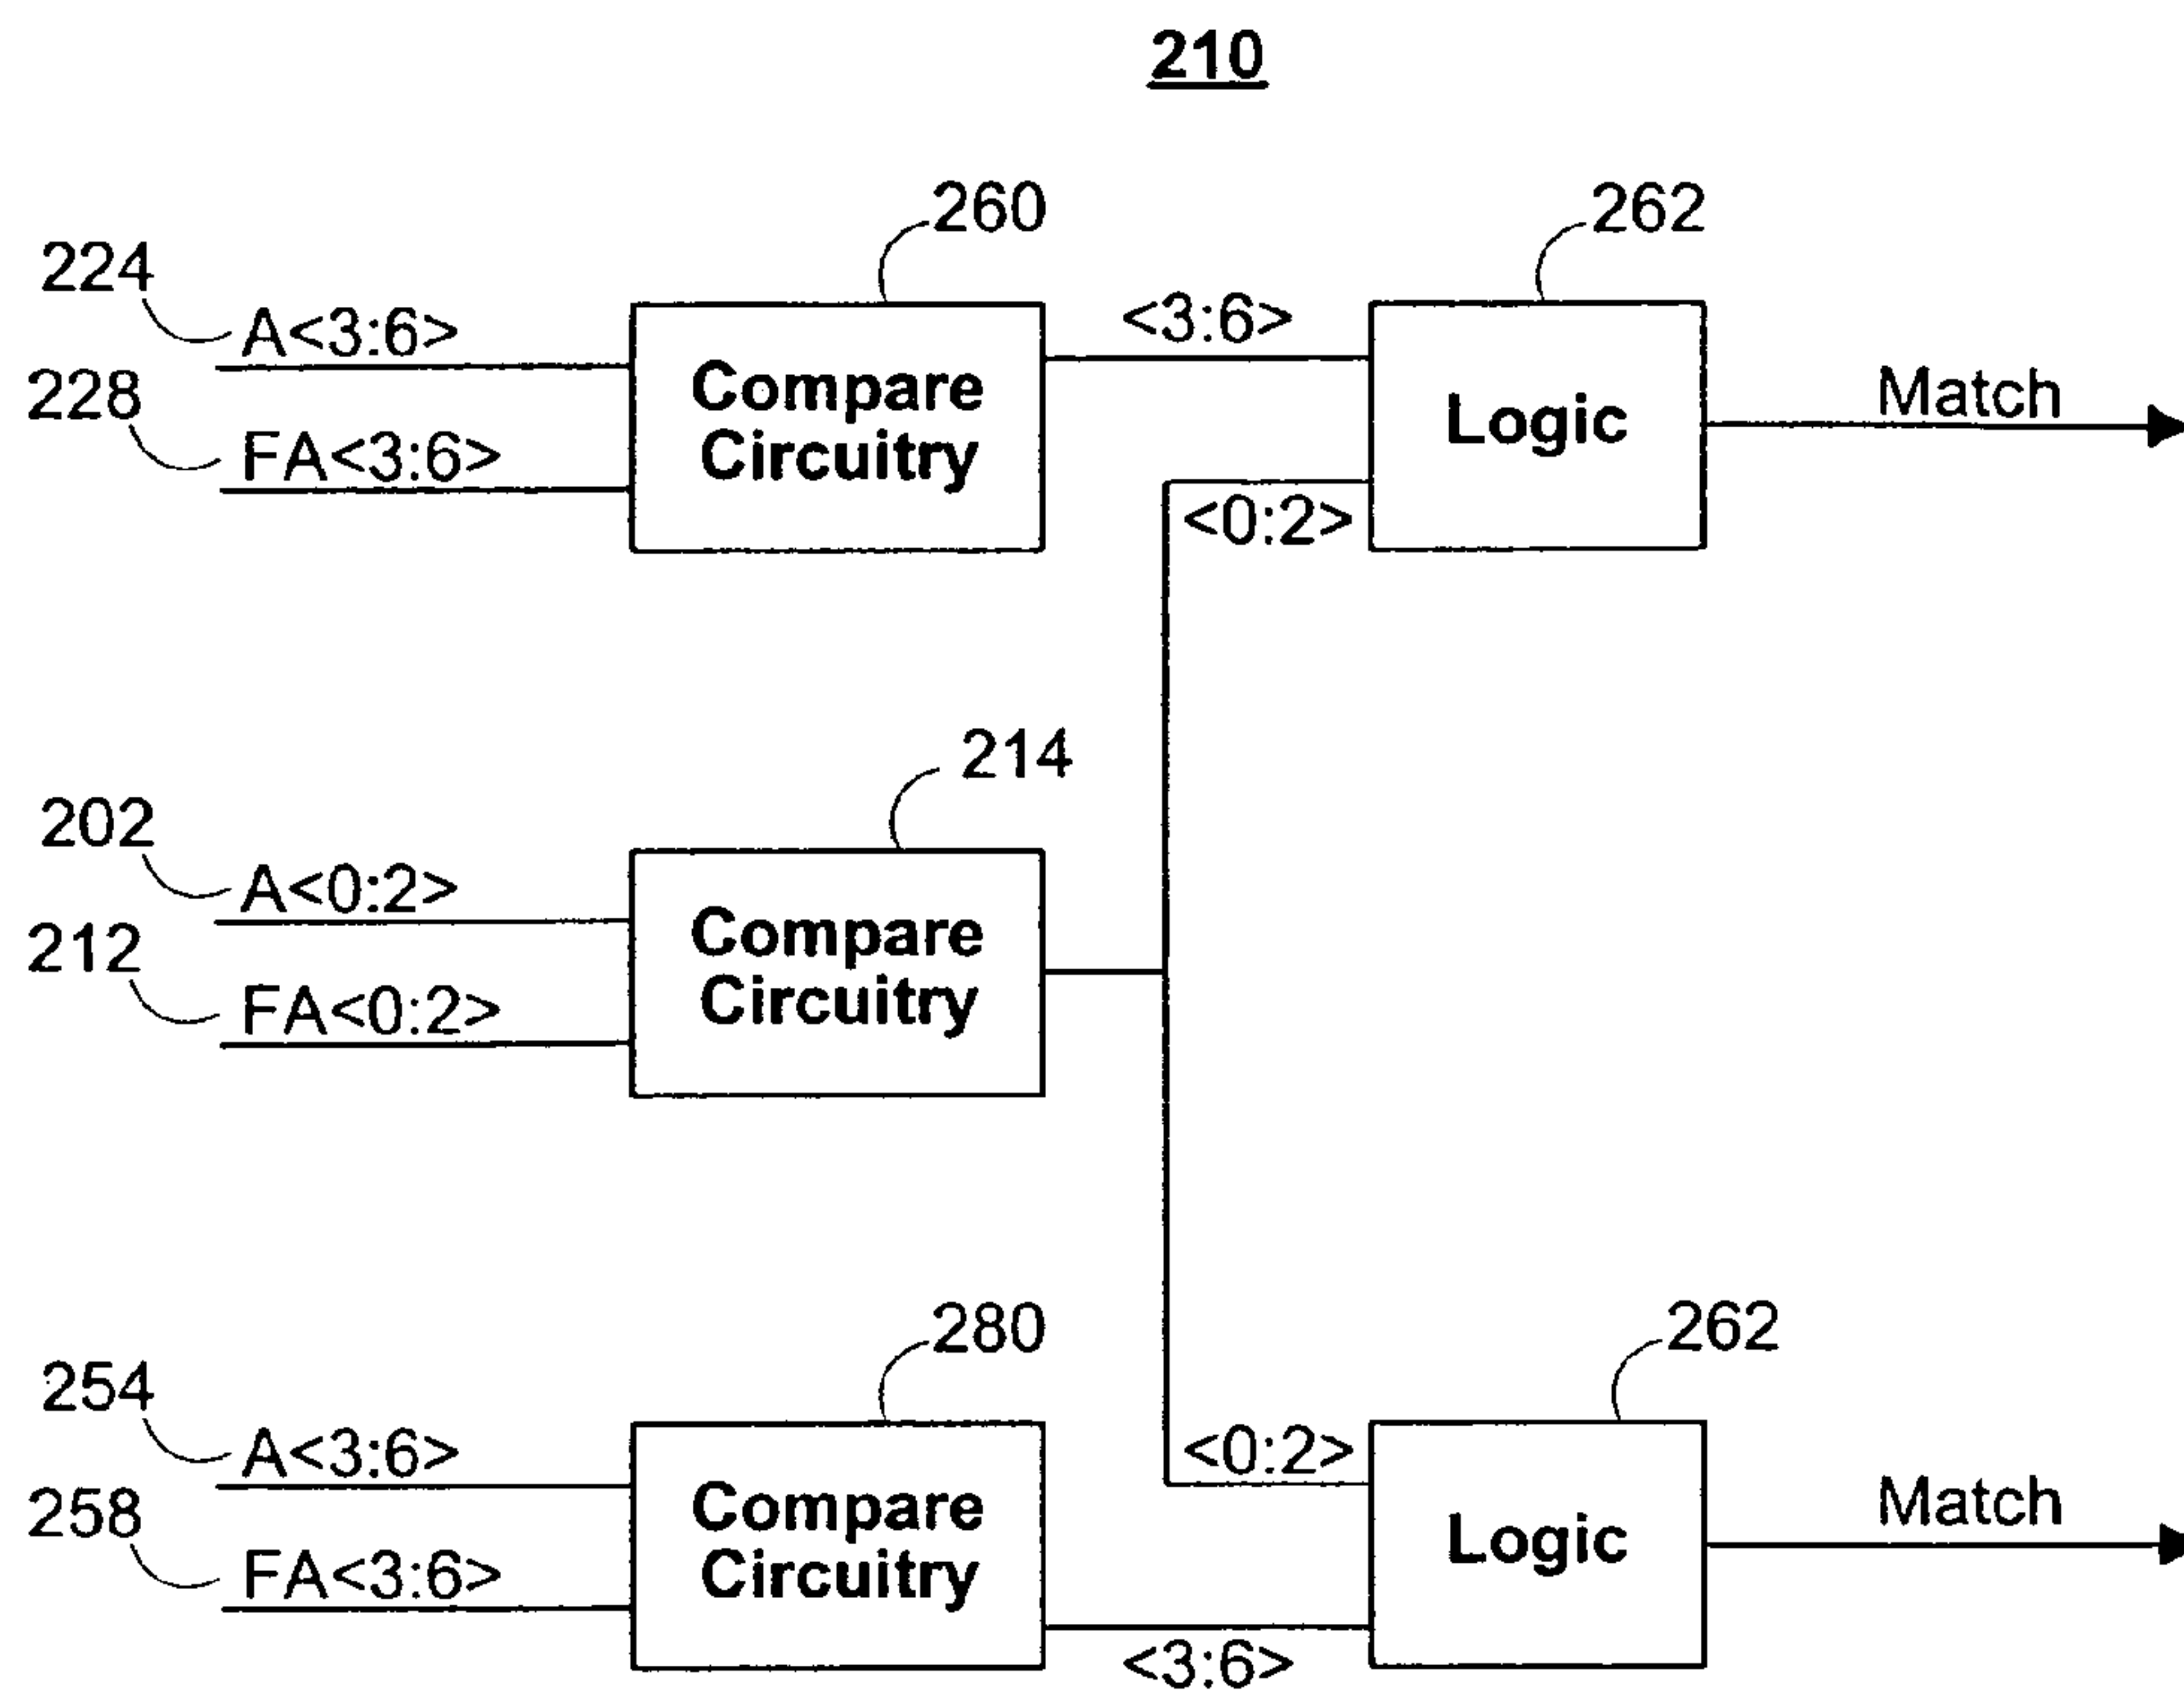 210
260
262
224
A<3:6>
<3:6>
228
Compare
Circuitry
Logic
Match
FA<3:6>
<0:2>
214
202
A<0:2>
212
Compare
Circuitry
FA<0:2>
280
262
254
A<3:6>
<0:2>
258
Compare
Circuitry
Logic
Match
FA<3:6>
<3:6>